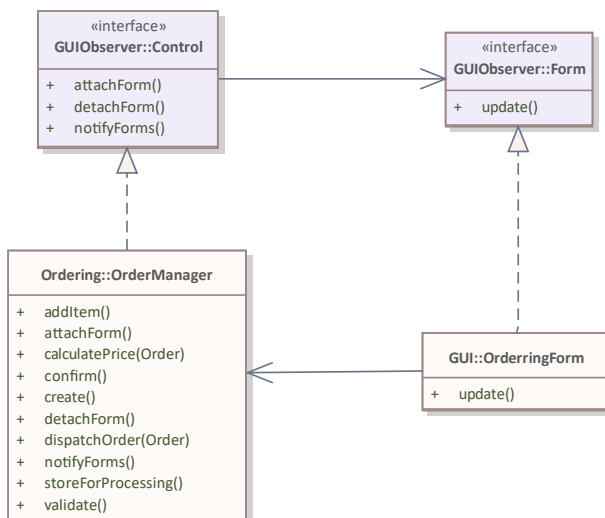 «interface»
GUIObserver::Control
+ attachForm()
+ detachForm()
+ notifyForms()
«interface»
GUIObserver::Form
+ update()
Ordering::OrderManager
+ addItem()
+ attachForm()
+ calculatePrice(Order)
+ confirm()
+ create()
+ detachForm()
+ dispatchOrder(Order)
+ notifyForms()
+ storeForProcessing()
+ validate()
GUI::OrderringForm
+ update()